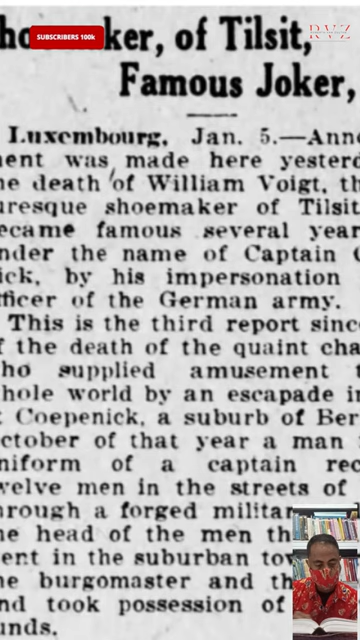 SUBSCRIBERS 100k
RVZ
ker, of Tilsit,
Famous Joker,
Luxembourg, Jan. 5.—Anno
ment was made here yesterd
he death of William Voigt, th
uresque shoemaker of Tilsit
ecame famous several year
nder the name of Captain
ick, by his impersonation
fficer of the German army.
This is the third report since
f the death of the quaint cha
ho supplied amusement t
hole world by an escapade in
Coepenick, a suburb of Ber
ctober of that year a man
niform of a captain rec
welve men in the streets of
hrough a forged militar
he head of the men th
ent in the suburban tow
he burgomaster and th
nd took possession of
unds.